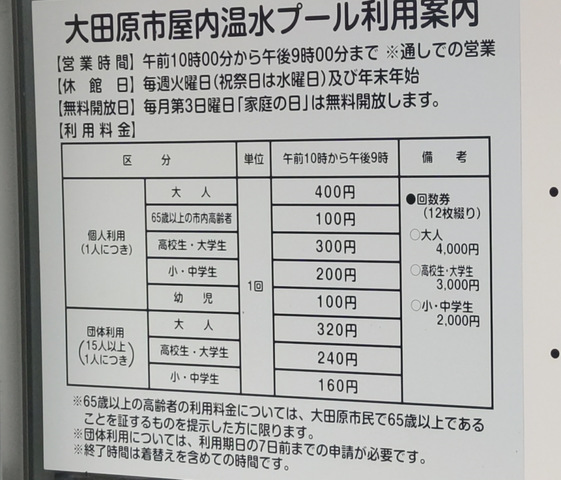 大田原市屋内温水プール利用案内
【営業時間】午前10時00分から午後9時00分まで ※通しでの営業
【休館日】毎週火曜日(祝祭日は水曜日)及び年末年始
【無料開放日】毎月第3日曜日「家庭の日」は無料開放します。
【利用料金】
区分 単位 午前10時から午後9時 備考
個人利用
(1人につき)
大人 400円
65歳以上の市内高齢者 100円
高校生・大学生 300円
小・中学生 200円
幼児 100円
1回
団体利用
(15人以上
1人につき)
大人 320円
高校生・大学生 240円
小・中学生 160円
●回数券
(12枚綴り)
○大人
4,000円
○高校生・大学生
3,000円
○小・中学生
2,000円
※65歳以上の高齢者の利用料金については、大田原市民で65歳以上である
ことを証するものを提示した方に限ります。
※団体利用については、利用期日の7日前までの申請が必要です。
※終了時間は着替えを含めての時間です。